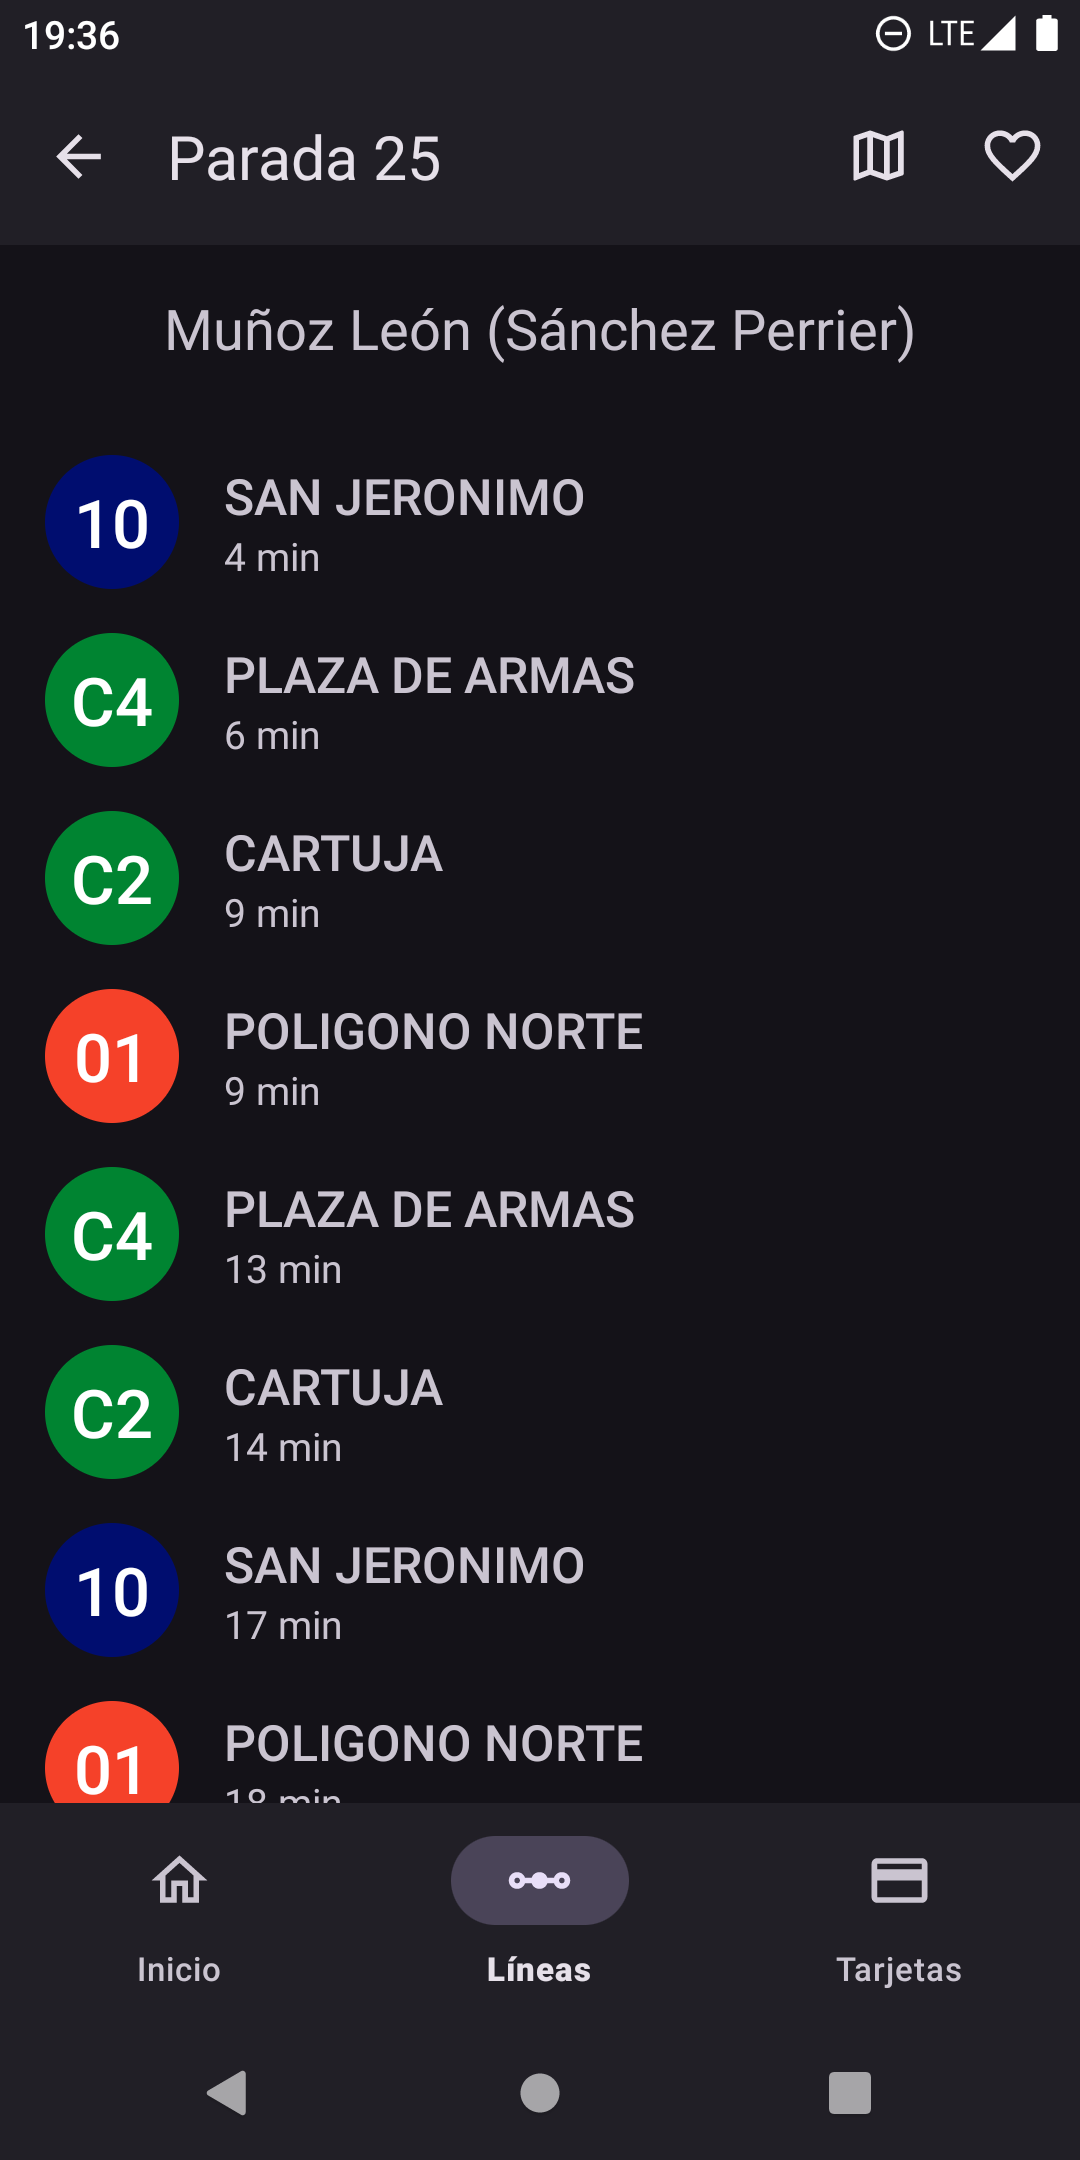 19:36 LTE
Parada 25
Muñoz León (Sánchez Perrier)
10 SAN JERONIMO
4 min
C4 PLAZA DE ARMAS
6 min
C2 CARTUJA
9 min
01 POLIGONO NORTE
9 min
C4 PLAZA DE ARMAS
13 min
C2 CARTUJA
14 min
10 SAN JERONIMO
17 min
01 POLIGONO NORTE
18 min
Inicio Líneas Tarjetas